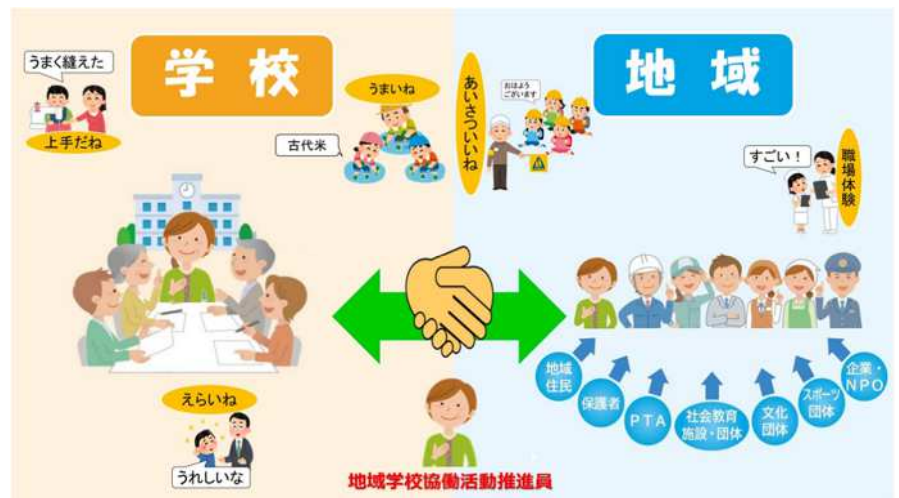 学校
地域
うまく縫えた
上手だね
うまいね
古代米
あいさついいね
おはよう
ございます
すごい！
職場体験
地域
住民
保護者
ＰＴＡ
社会教育
施設・団体
文化
団体
スポーツ
団体
企業・
ＮＰＯ
えらいね
うれしいな
地域学校協働活動推進員